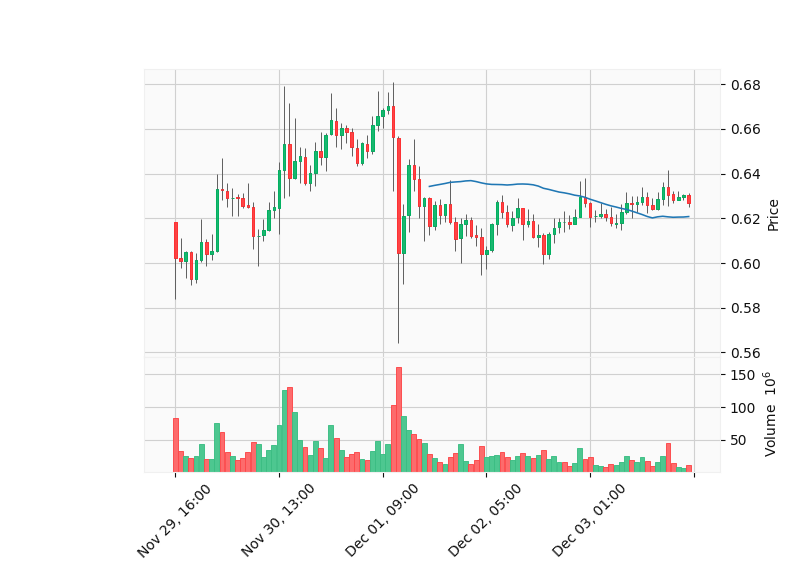 0.68
0.66
0.64
0.62
0.60
0.58
0.56
Price
150
100
50
Volume 10^6
Nov 29, 16:00
Nov 30, 13:00
Dec 01, 09:00
Dec 02, 05:00
Dec 03, 01:00